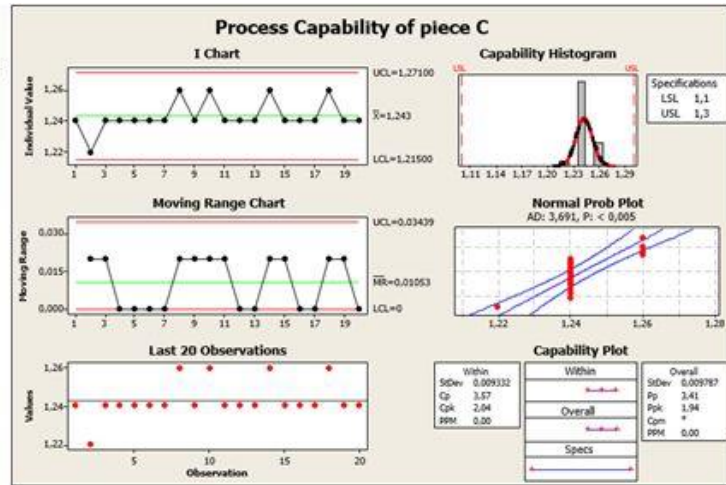 Process Capability of piece C
I Chart
Individual Value
1,26
1,24
1,22
1 3 5 7 9 11 13 15 17 19
UCL=1,27100
X=1,243
LCL=1,21500
Capability Histogram
LSL USL
1,11 1,14 1,17 1,20 1,23 1,26 1,29
Specifications
LSL 1,1
USL 1,3
Moving Range Chart
Moving Range
0.030
0.015
0,000
1 3 5 7 9 11 13 15 17 19
UCL=0.03439
MR=0,01053
LCL=0
Normal Prob Plot
AD: 3,691, P: < 0,005
1,22 1,24 1,26 1,28
Last 20 Observations
Values
1,26
1,24
1,22
5 10 15 20
Observation
Capability Plot
Within
StDev 0,009332
Cp 3,57
Cpk 2,04
PPM 0,00
Within
Overall
Specs
Overall
StDev 0,009787
Pp 3,41
Ppk 1,94
Cpm *
PPM 0,00